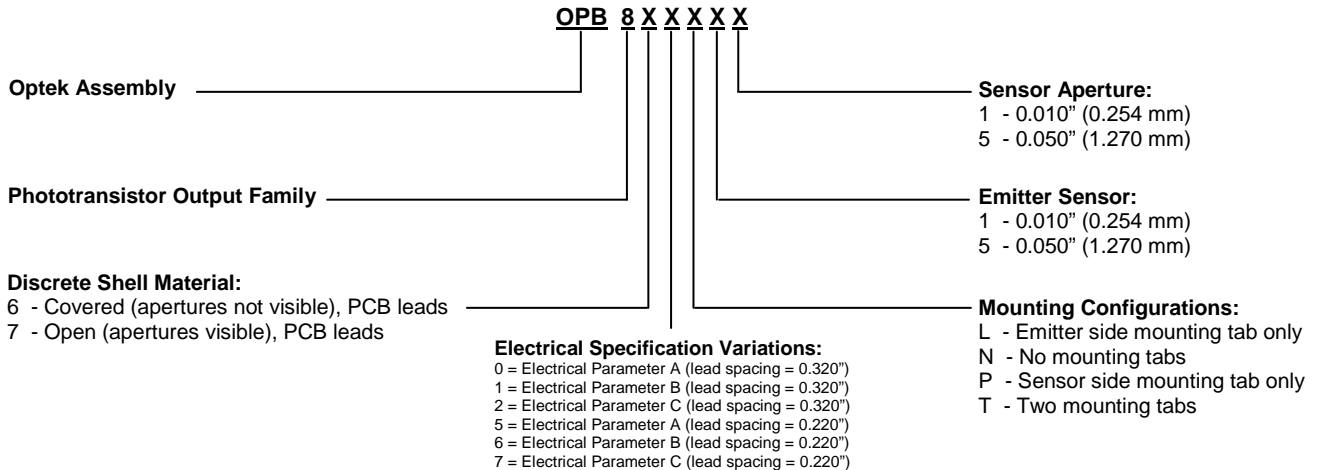 OPB 8 X X X X X
Optek Assembly
Phototransistor Output Family
Discrete Shell Material:
6 - Covered (apertures not visible), PCB leads
7 - Open (apertures visible), PCB leads
Electrical Specification Variations:
0 = Electrical Parameter A (lead spacing = 0.320”)
1 = Electrical Parameter B (lead spacing = 0.320”)
2 = Electrical Parameter C (lead spacing = 0.320”)
5 = Electrical Parameter A (lead spacing = 0.220”)
6 = Electrical Parameter B (lead spacing = 0.220”)
7 = Electrical Parameter C (lead spacing = 0.220”)
Sensor Aperture:
1 - 0.010” (0.254 mm)
5 - 0.050” (1.270 mm)
Emitter Sensor:
1 - 0.010” (0.254 mm)
5 - 0.050” (1.270 mm)
Mounting Configurations:
L - Emitter side mounting tab only
N - No mounting tabs
P - Sensor side mounting tab only
T - Two mounting tabs